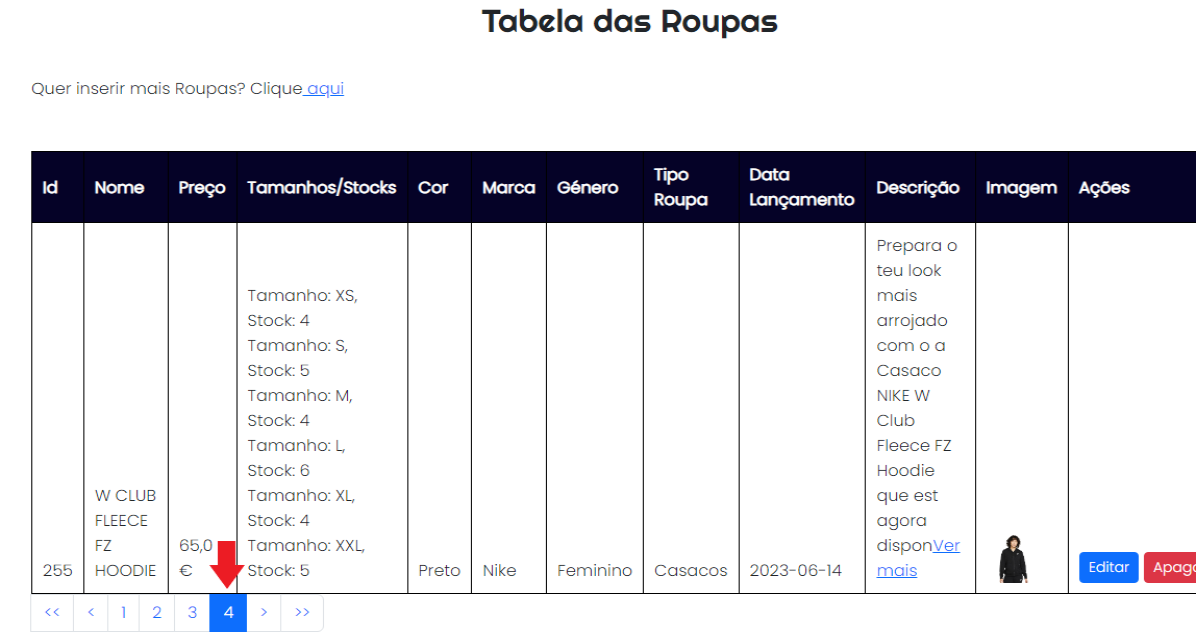 Tabela das Roupas
Quer inserir mais Roupas? Clique aqui
Id
Nome
Preço
Tamanhos/Stocks
Cor
Marca
Género
Tipo
Roupa
Data
Lançamento
Descrição
Imagem
Ações
255
W CLUB
FLEECE
FZ
HOODIE
65,0
€
Tamanho: XS,
Stock: 4
Tamanho: S,
Stock: 5
Tamanho: M,
Stock: 4
Tamanho: L,
Stock: 6
Tamanho: XL,
Stock: 4
Tamanho: XXL,
Stock: 5
Preto
Nike
Feminino
Casacos
2023-06-14
Prepara o
teu look
mais
arrojado
com o a
Casaco
NIKE W
Club
Fleece FZ
Hoodie
que est
agora
disponVer
mais
Editar
Apaga
<< < 1 2 3 4 > >>